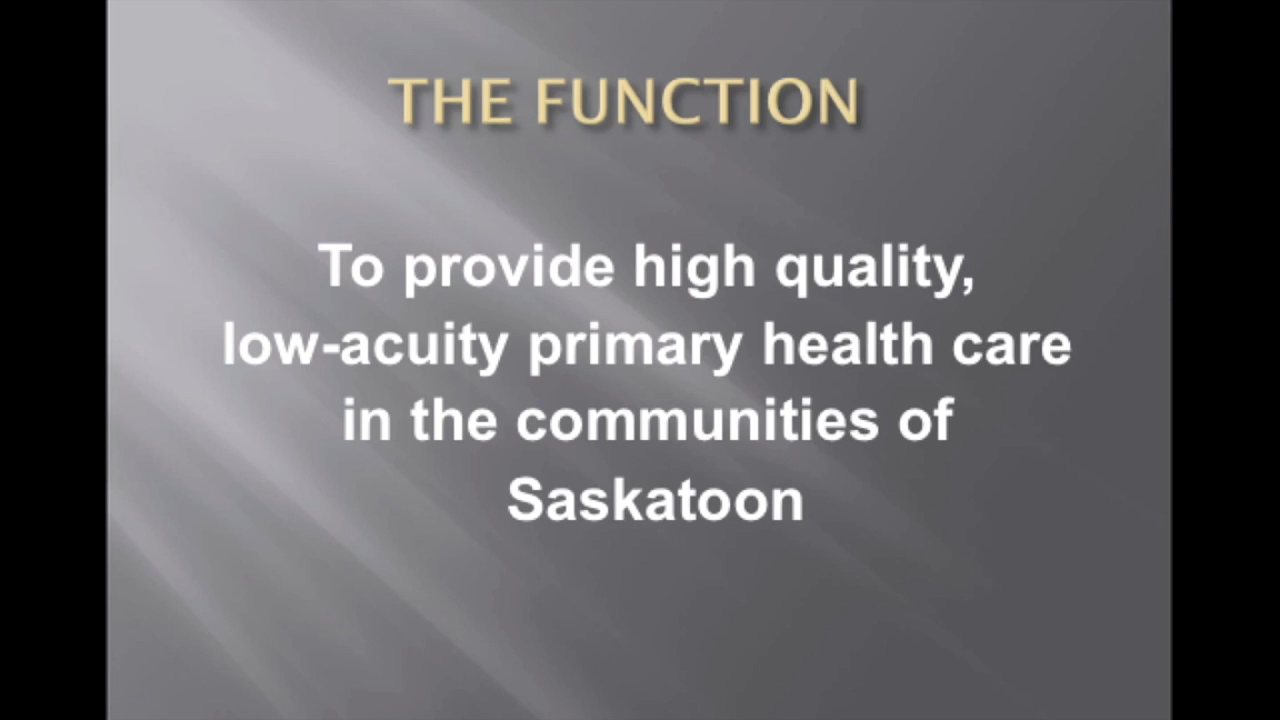 THE FUNCTION
To provide high quality,
low-acuity primary health care
in the communities of
Saskatoon